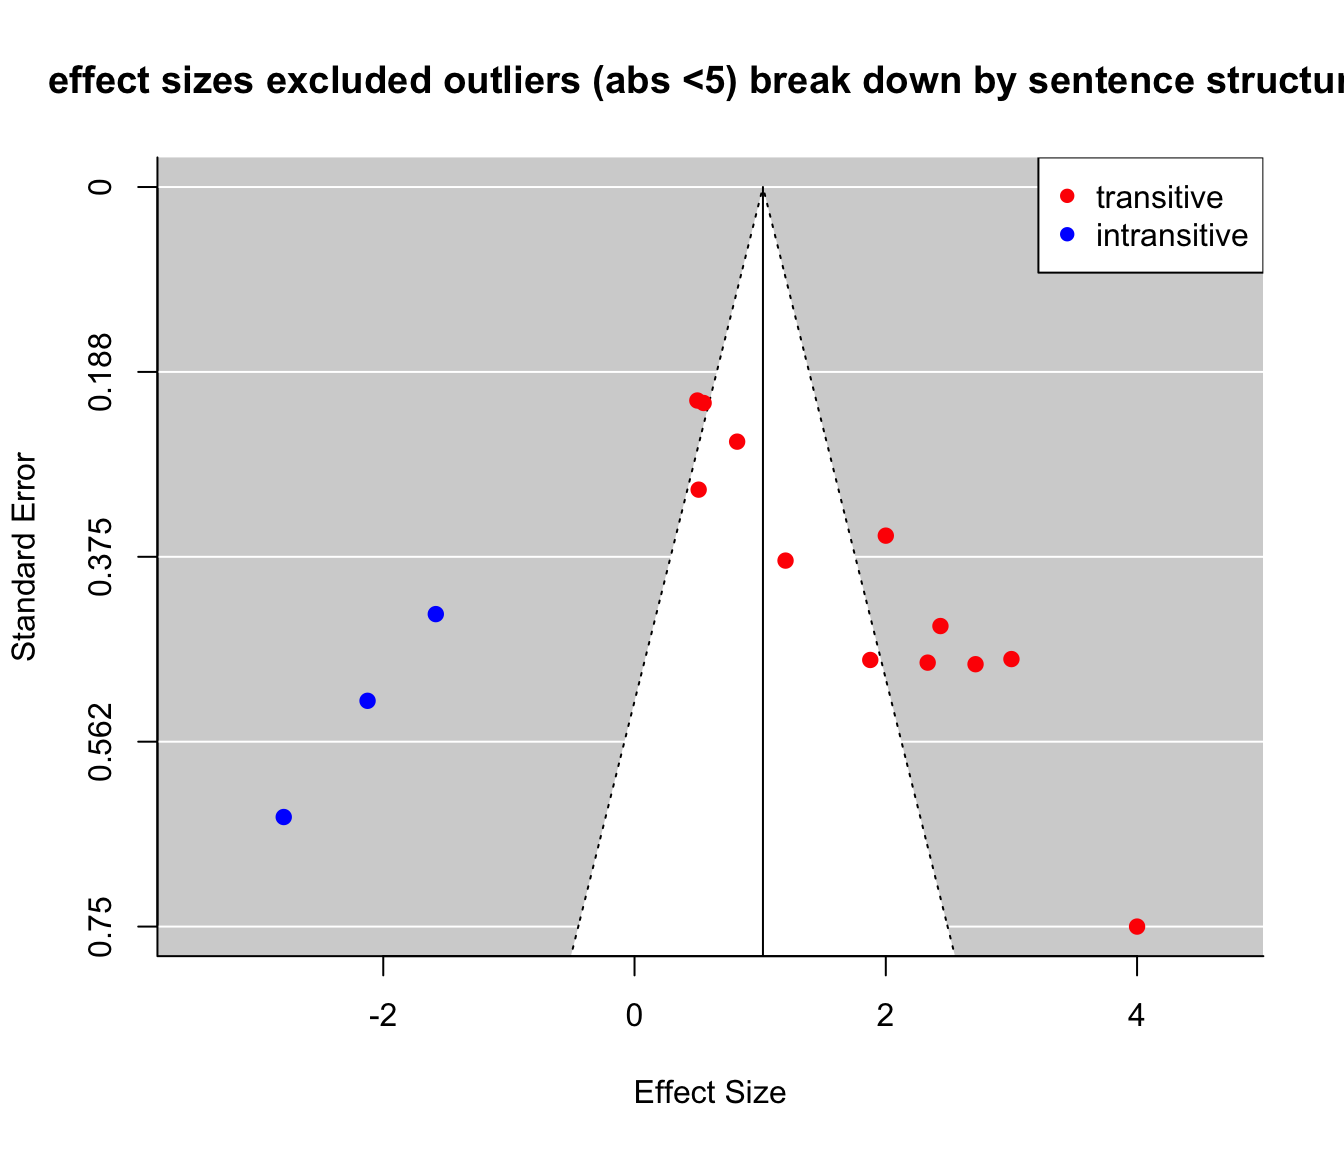 effect sizes excluded outliers (abs <5) break down by sentence structur
transitive
intransitive
0
0.188
0.375
0.562
0.75
Standard Error
-2
0
2
4
Effect Size